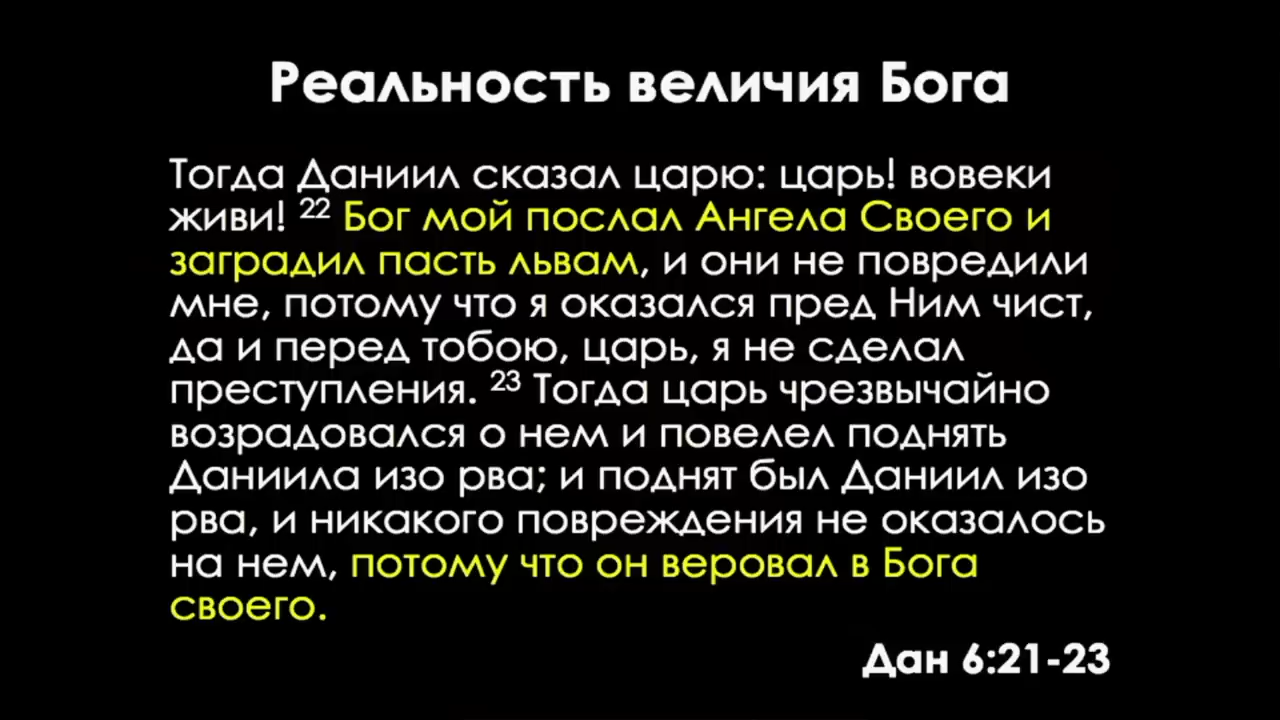 Реальность величия Бога
Тогда Даниил сказал царю: царь! вовеки
живи! 22 Бог мой послал Ангела Своего и
заградил пасть львам, и они не повредили
мне, потому что я оказался пред Ним чист,
да и перед тобою, царь, я не сделал
преступления. 23 Тогда царь чрезвычайно
возрадовался о нем и повелел поднять
Даниила изо рва; и поднят был Даниил изо
рва, и никакого повреждения не оказалось
на нем, потому что он веровал в Бога
своего.
Дан 6:21-23